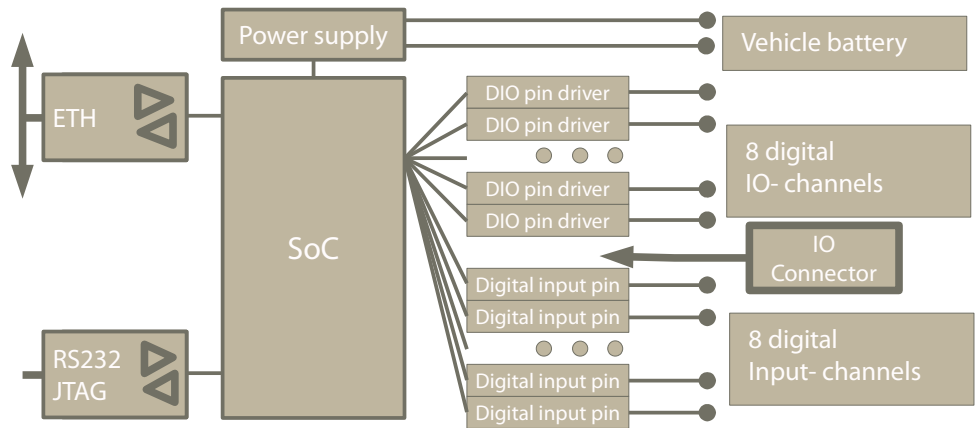 Power supply
Vehicle battery
ETH
DIO pin driver
DIO pin driver
8 digital
IO- channels
DIO pin driver
DIO pin driver
SoC
IO
Connector
Digital input pin
Digital input pin
8 digital
Input- channels
RS232
JTAG
Digital input pin
Digital input pin